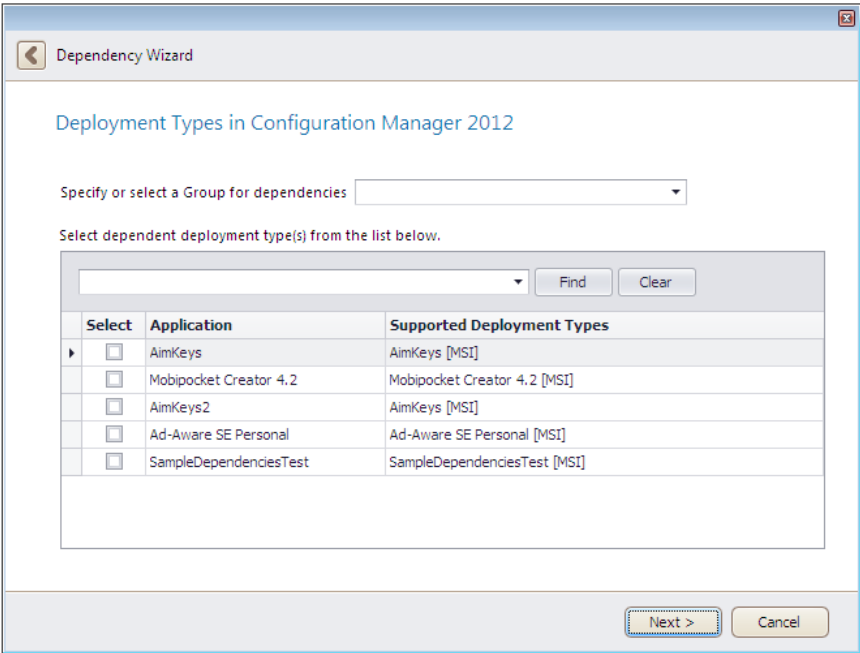 Dependency Wizard
Deployment Types in Configuration Manager 2012
Specify or select a Group for dependencies
Select dependent deployment type(s) from the list below.
Find Clear
Select Application Supported Deployment Types
AimKeys AimKeys [MSI]
Mobipocket Creator 4.2 Mobipocket Creator 4.2 [MSI]
AimKeys2 AimKeys [MSI]
Ad-Aware SE Personal Ad-Aware SE Personal [MSI]
SampleDependenciesTest SampleDependenciesTest [MSI]
Next > Cancel